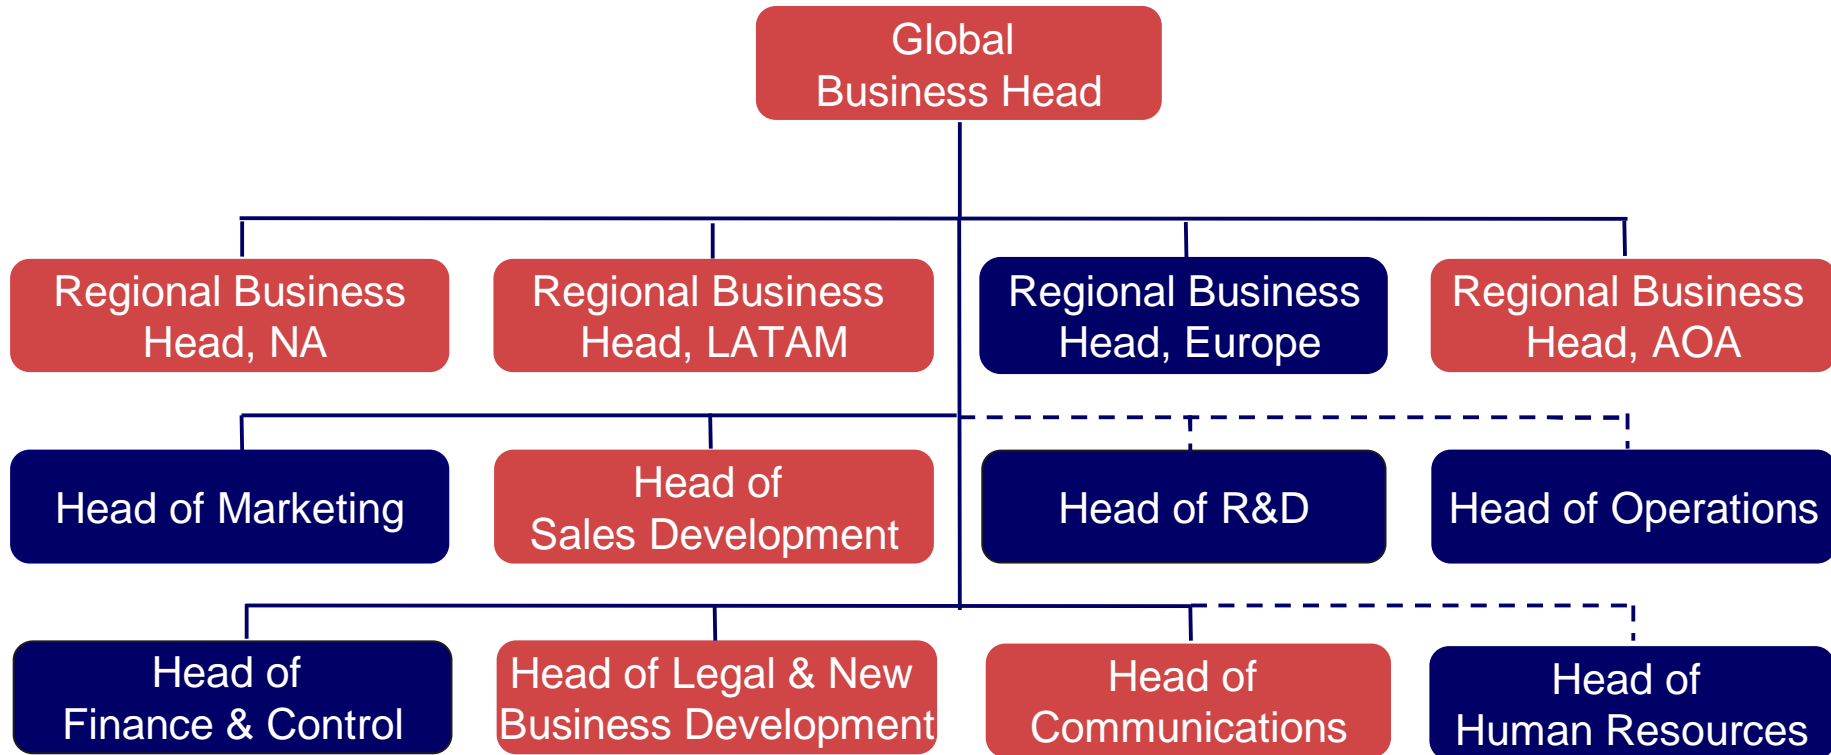 Global
Business Head
Regional Business
Head, NA
Regional Business
Head, LATAM
Regional Business
Head, Europe
Regional Business
Head, AOA
Head of Marketing
Head of
Sales Development
Head of R&D
Head of Operations
Head of
Finance & Control
Head of Legal & New
Business Development
Head of
Communications
Head of
Human Resources